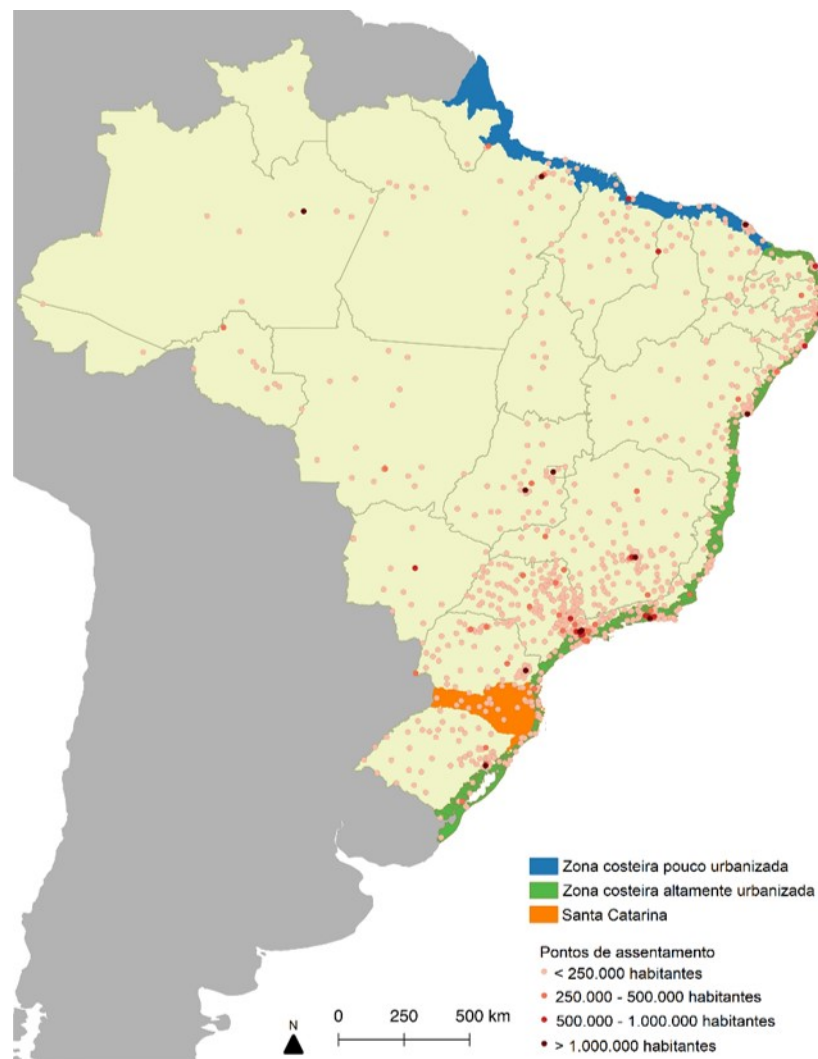 Zona costeira pouco urbanizada
Zona costeira altamente urbanizada
Santa Catarina
Pontos de assentamento
< 250.000 habitantes
250.000 - 500.000 habitantes
500.000 - 1.000.000 habitantes
> 1.000.000 habitantes
N
0 250 500 km